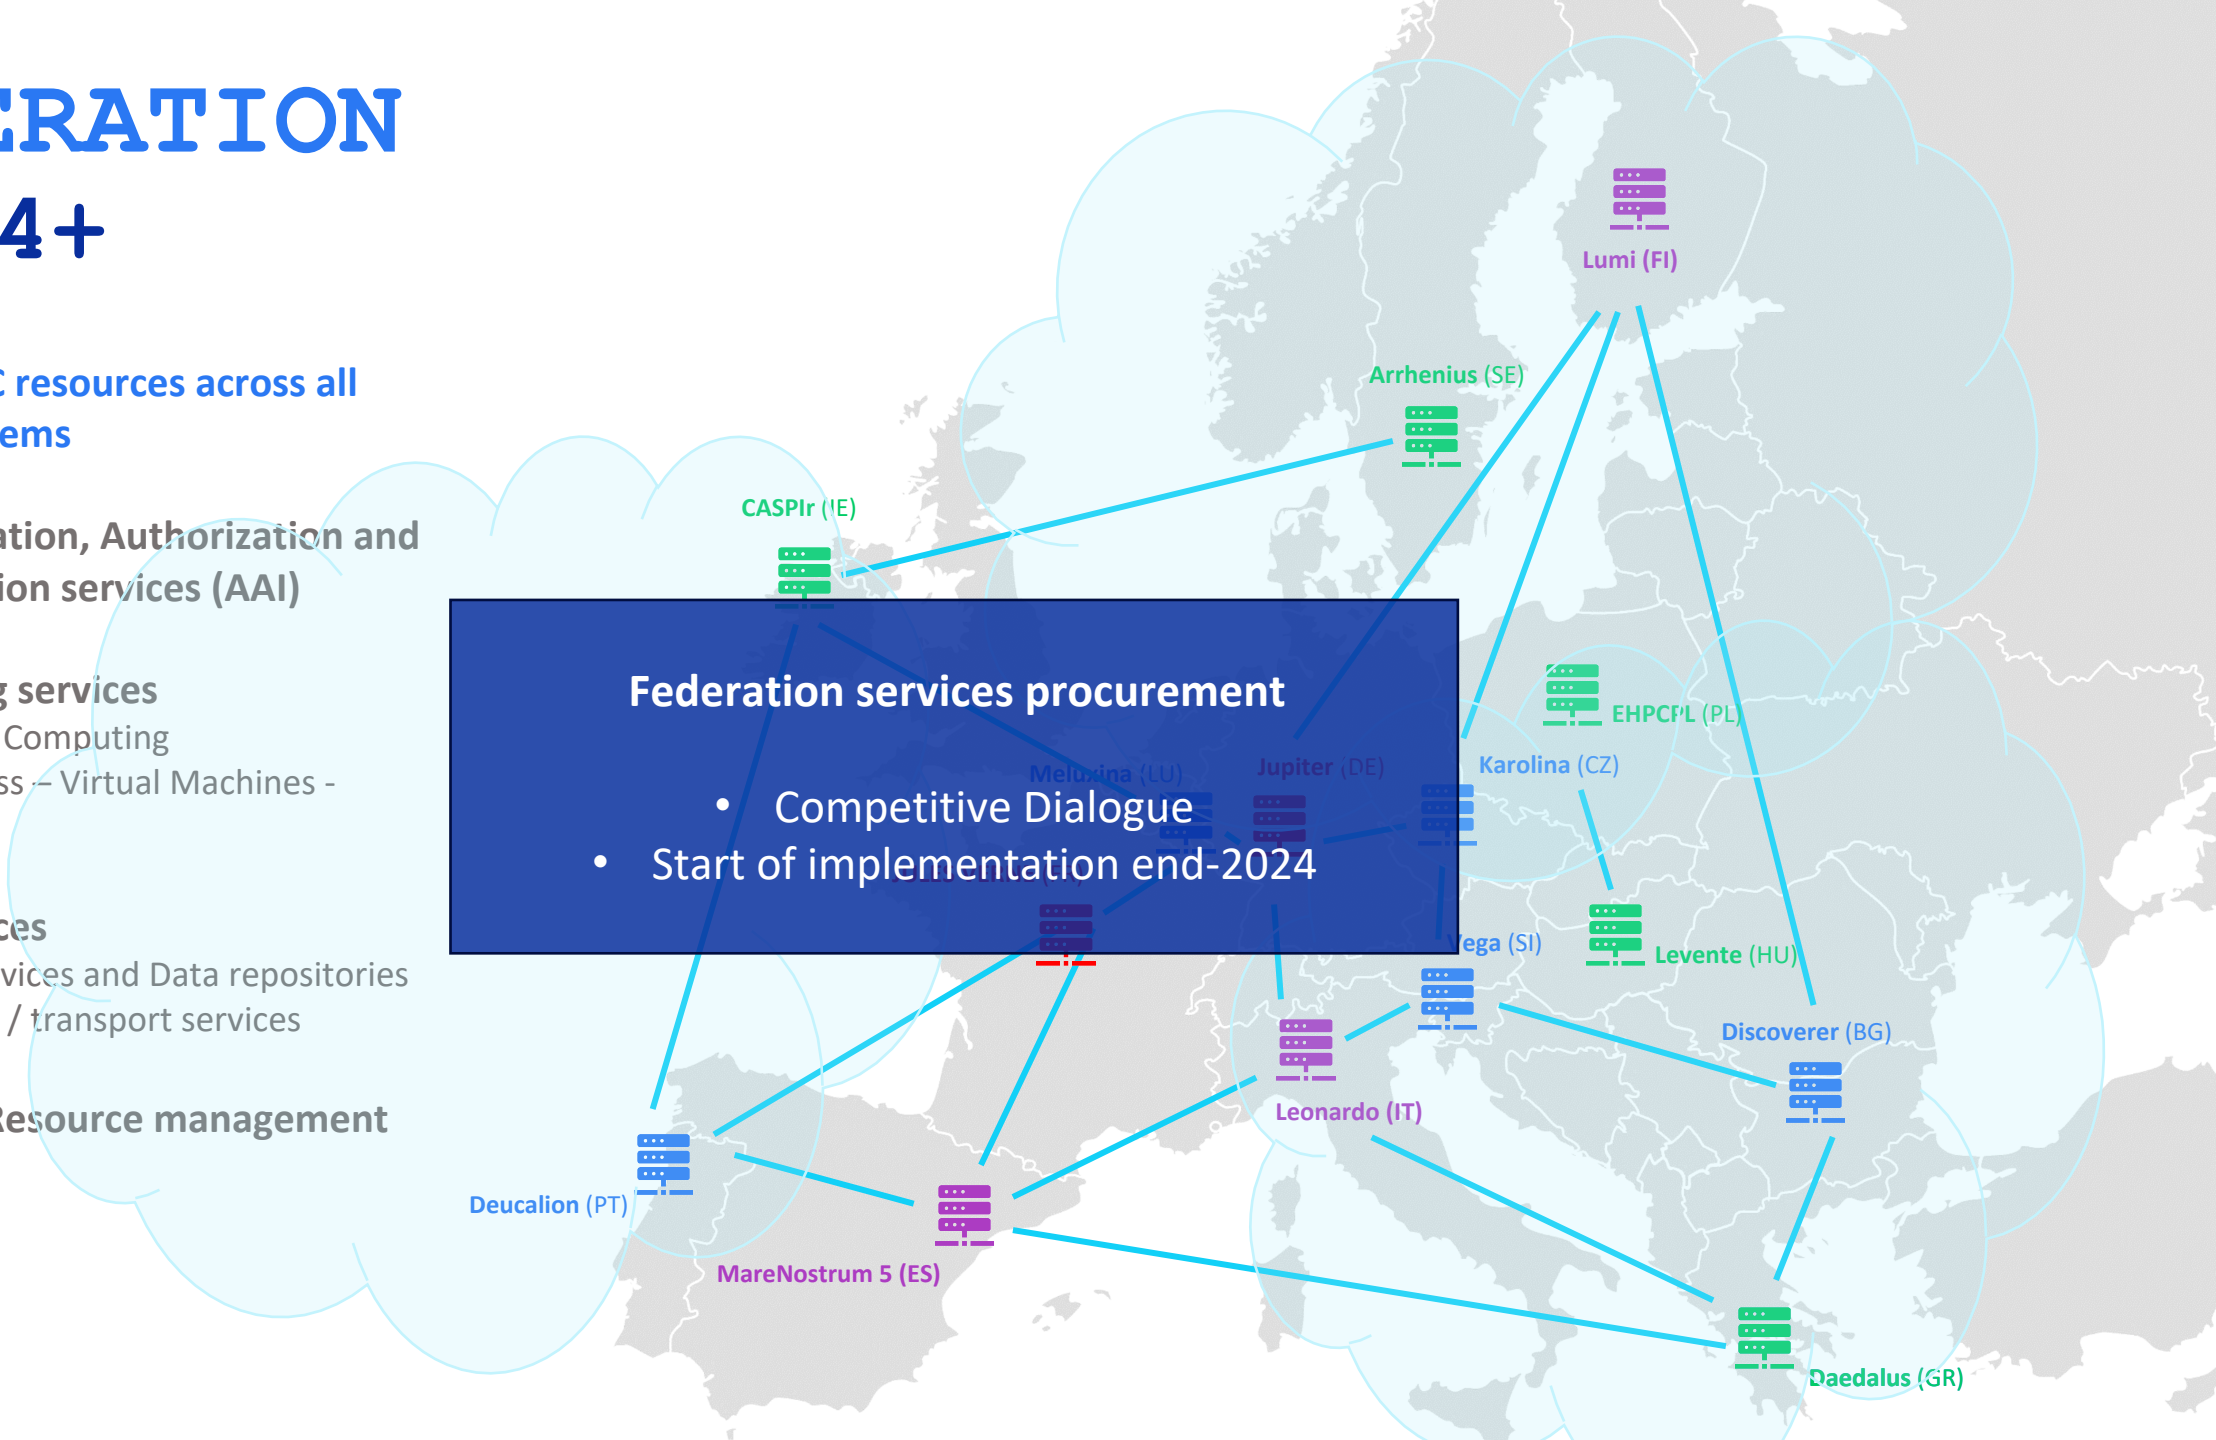 ERATION
4+
C resources across all
ems
ation, Authorization and
ion services (AAI)
g services
Computing
ss – Virtual Machines -
ces
vices and Data repositories
/ transport services
Resource management
Lumi (FI)
Arrhenius (SE)
CASPIr (IE)
Federation services procurement
• Competitive Dialogue
• Start of implementation end-2024
EHPCPL (PL)
Meluxina (LU)
Jupiter (DE)
Karolina (CZ)
Vega (SI)
Levente (HU)
Discoverer (BG)
Leonardo (IT)
Deucalion (PT)
MareNostrum 5 (ES)
Daedalus (GR)